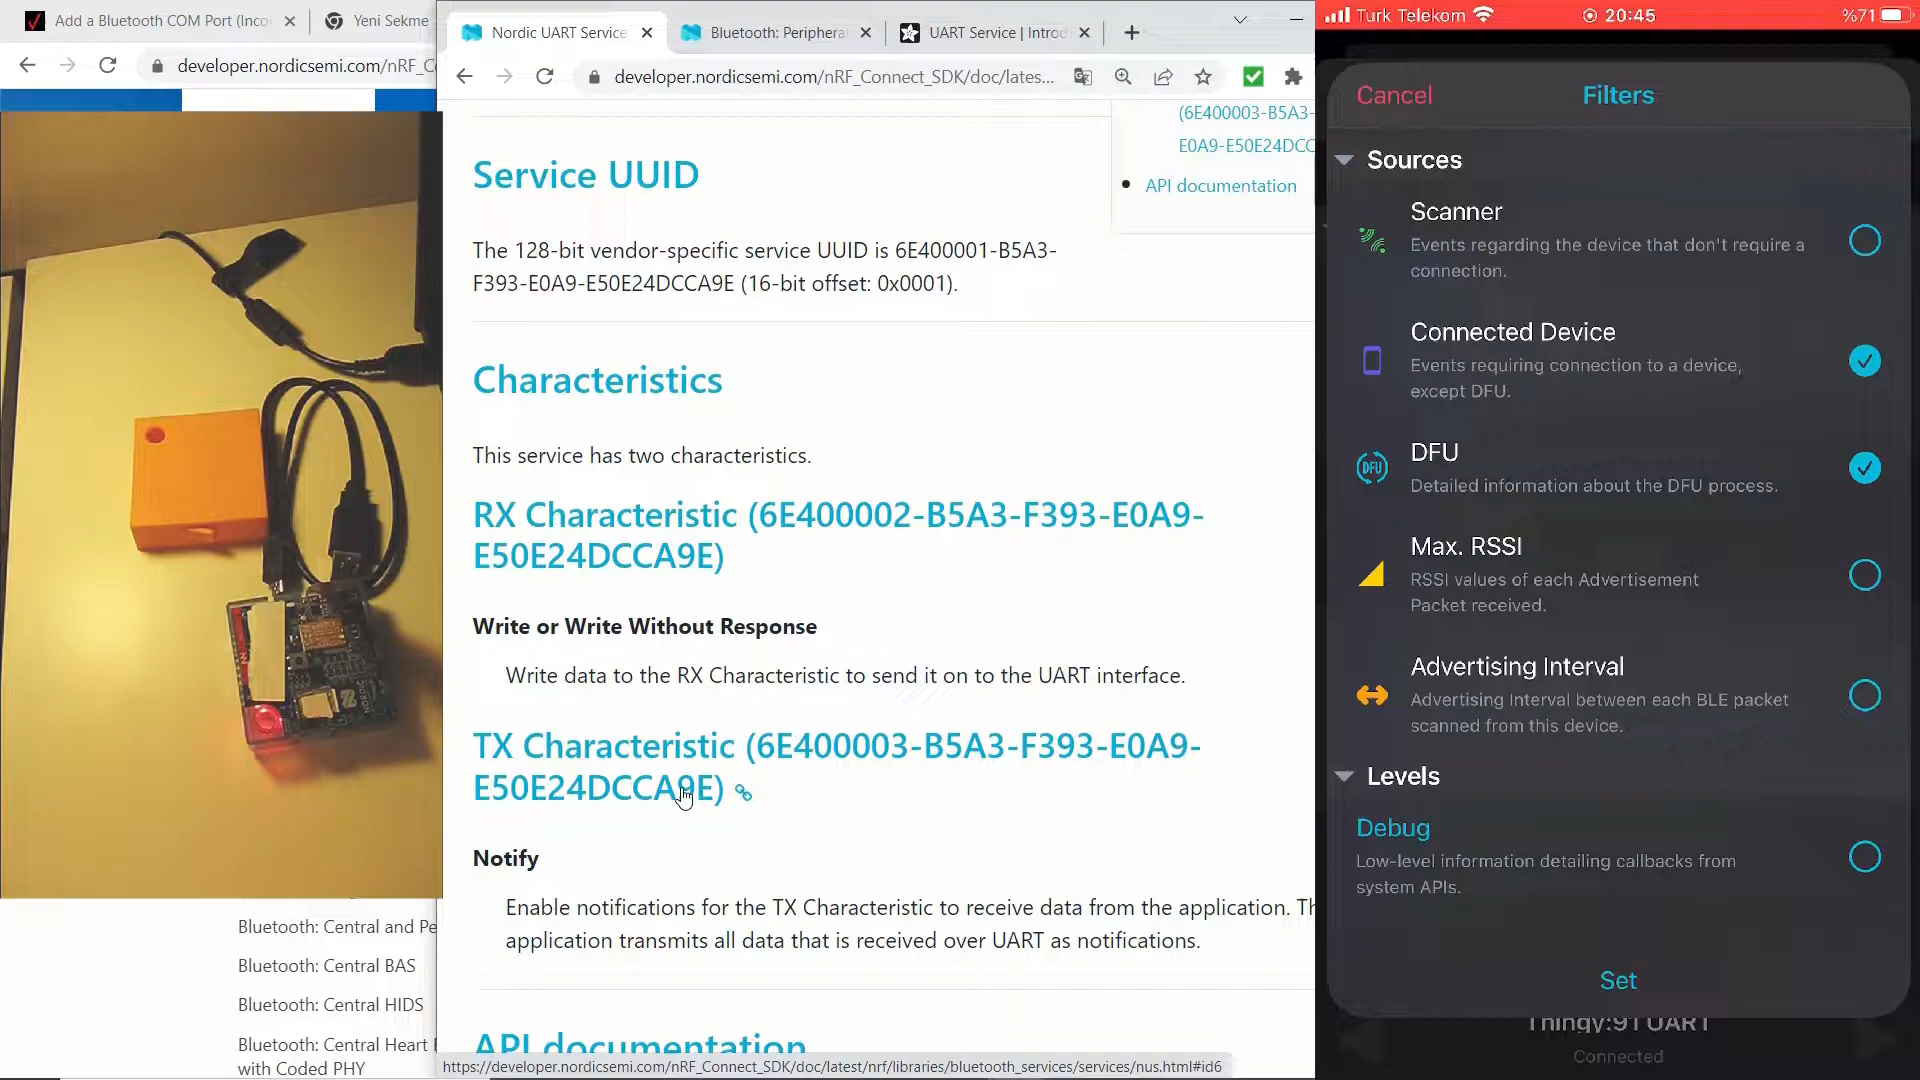 Add a Bluetooth COM Port (Inco
Yeni Sekme
developer.nordicsemi.com/nRF_C
Bluetooth: Central and Pe
Bluetooth: Central BAS
Bluetooth: Central HIDS
Bluetooth: Central Heart
with Coded PHY
Nordic UART Service
Bluetooth: Periphera
UART Service | Introd
developer.nordicsemi.com/nRF_Connect_SDK/doc/lates...
(6E400003-B5A3-
E0A9-E50E24DCC
API documentation
Service UUID
The 128-bit vendor-specific service UUID is 6E400001-B5A3-
F393-E0A9-E50E24DCCA9E (16-bit offset: 0x0001).
Characteristics
This service has two characteristics.
RX Characteristic (6E400002-B5A3-F393-E0A9-
E50E24DCCA9E)
Write or Write Without Response
Write data to the RX Characteristic to send it on to the UART interface.
TX Characteristic (6E400003-B5A3-F393-E0A9-
E50E24DCCA9E)
Notify
Enable notifications for the TX Characteristic to receive data from the application. Th
application transmits all data that is received over UART as notifications.
API documentation
https://developer.nordicsemi.com/nRF_Connect_SDK/doc/latest/nrf/libraries/bluetooth_services/services/nus.html#id6
Turk Telekom
20:45
%71
Cancel
Filters
Sources
Scanner
Events regarding the device that don't require a
connection.
Connected Device
Events requiring connection to a device,
except DFU.
DFU
DFU
Detailed information about the DFU process.
Max. RSSI
RSSI values of each Advertisement
Packet received.
Advertising Interval
Advertising Interval between each BLE packet
scanned from this device.
Levels
Debug
Low-level information detailing callbacks from
system APIs.
Set
Thingy:91 UART
Connected